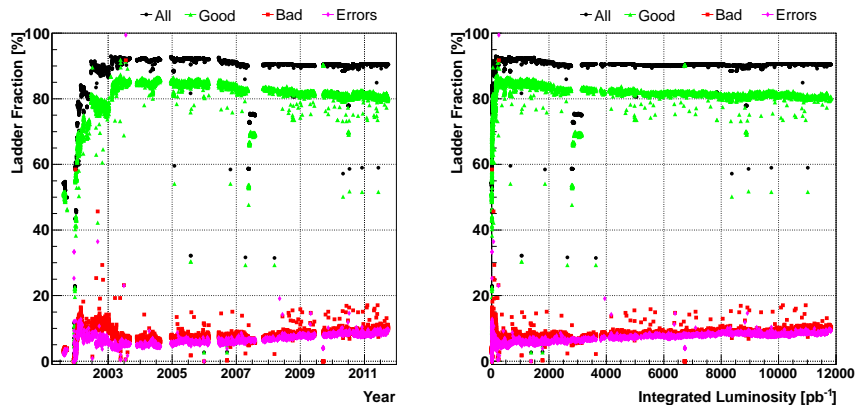 All Good Bad Errors
Ladder Fraction [%]
100
80
60
40
20
0
2003 2005 2007 2009 2011
Year
All Good Bad Errors
Ladder Fraction [%]
100
80
60
40
20
0
0 2000 4000 6000 8000 10000 12000
Integrated Luminosity [pb⁻¹]